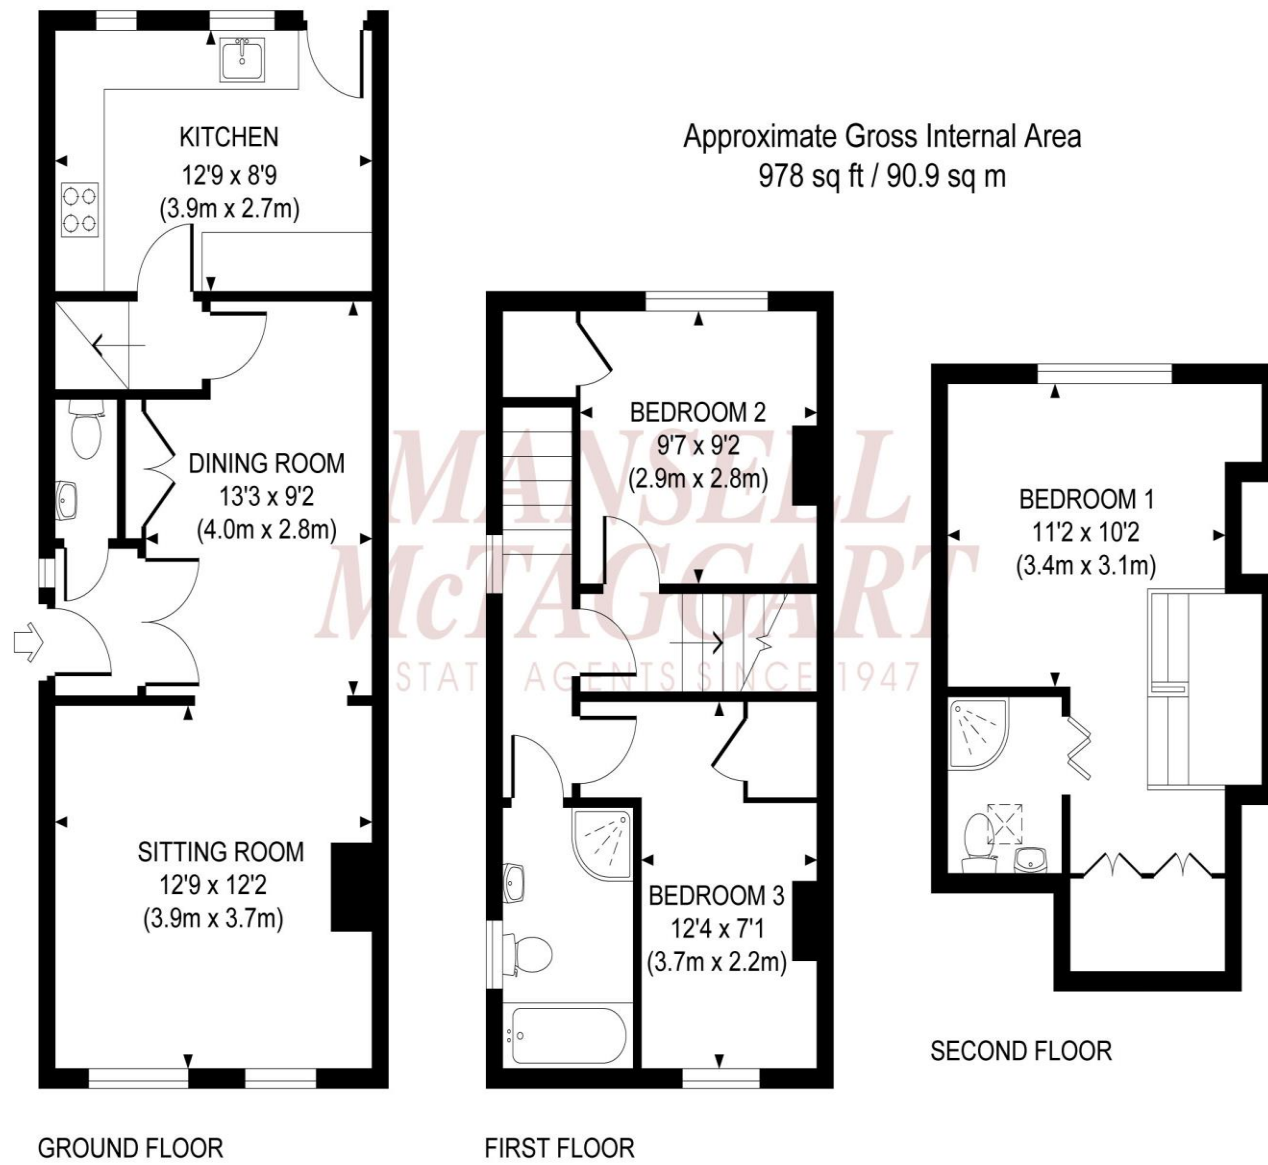 KITCHEN
12'9 x 8'9
(3.9m x 2.7m)
Approximate Gross Internal Area
978 sq ft / 90.9 sq m
DINING ROOM
13'3 x 9'2
(4.0m x 2.8m)
SITTING ROOM
12'9 x 12'2
(3.9m x 3.7m)
GROUND FLOOR
BEDROOM 2
9'7 x 9'2
(2.9m x 2.8m)
BEDROOM 3
12'4 x 7'1
(3.7m x 2.2m)
FIRST FLOOR
BEDROOM 1
11'2 x 10'2
(3.4m x 3.1m)
SECOND FLOOR
MANSELL
McTAGGART
STAT AGENTS SINCE 1947